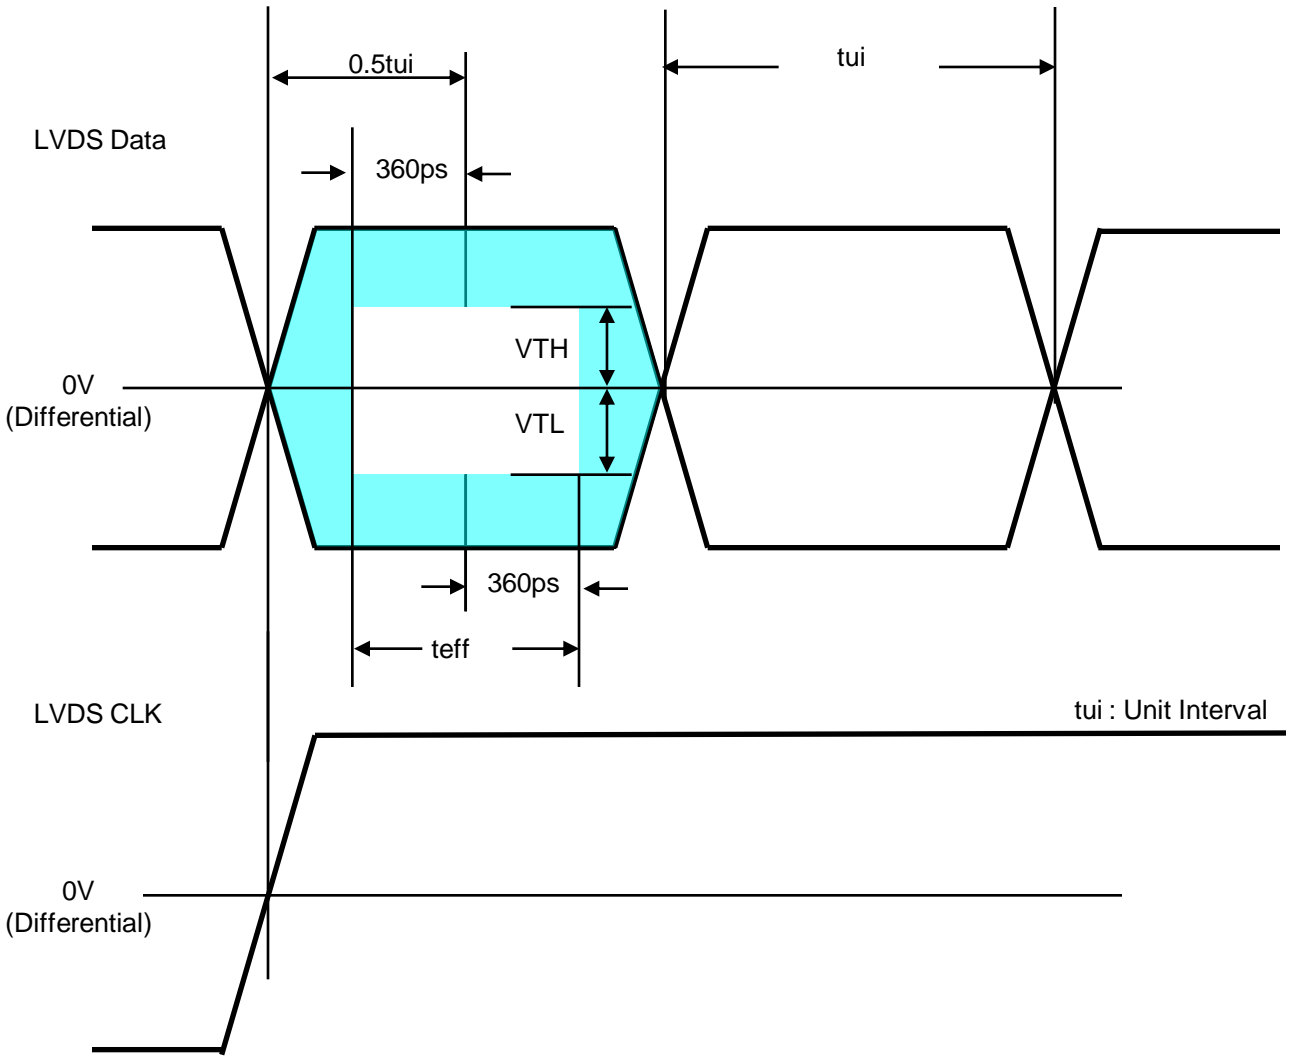 0.5tui
tui
LVDS Data
360ps
VTH
0V
(Differential)
VTL
360ps
teff
LVDS CLK
tui : Unit Interval
0V
(Differential)